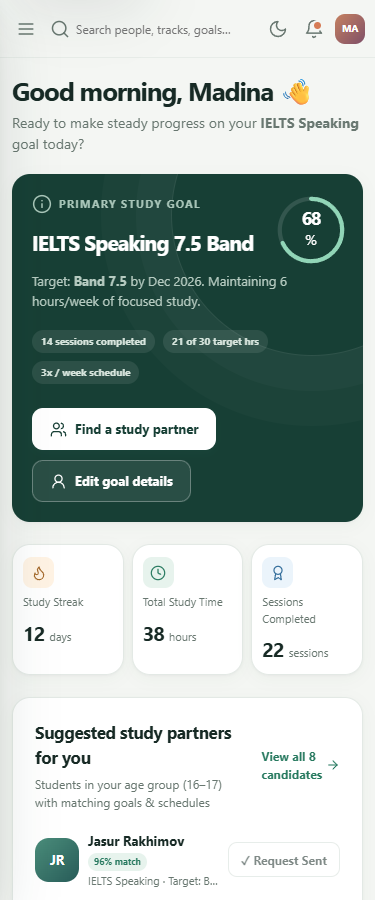 Search people, tracks, goals...
MA
Good morning, Madina 👋
Ready to make steady progress on your IELTS Speaking
goal today?
PRIMARY STUDY GOAL
68
%
IELTS Speaking 7.5 Band
Target: Band 7.5 by Dec 2026. Maintaining 6
hours/week of focused study.
14 sessions completed
21 of 30 target hrs
3x / week schedule
Find a study partner
Edit goal details
Study Streak
12 days
Total Study Time
38 hours
Sessions
Completed
22 sessions
Suggested study partners
for you
View all 8
candidates →
Students in your age group (16–17)
with matching goals & schedules
JR
Jasur Rakhimov
96% match
IELTS Speaking · Target: B...
✓ Request Sent